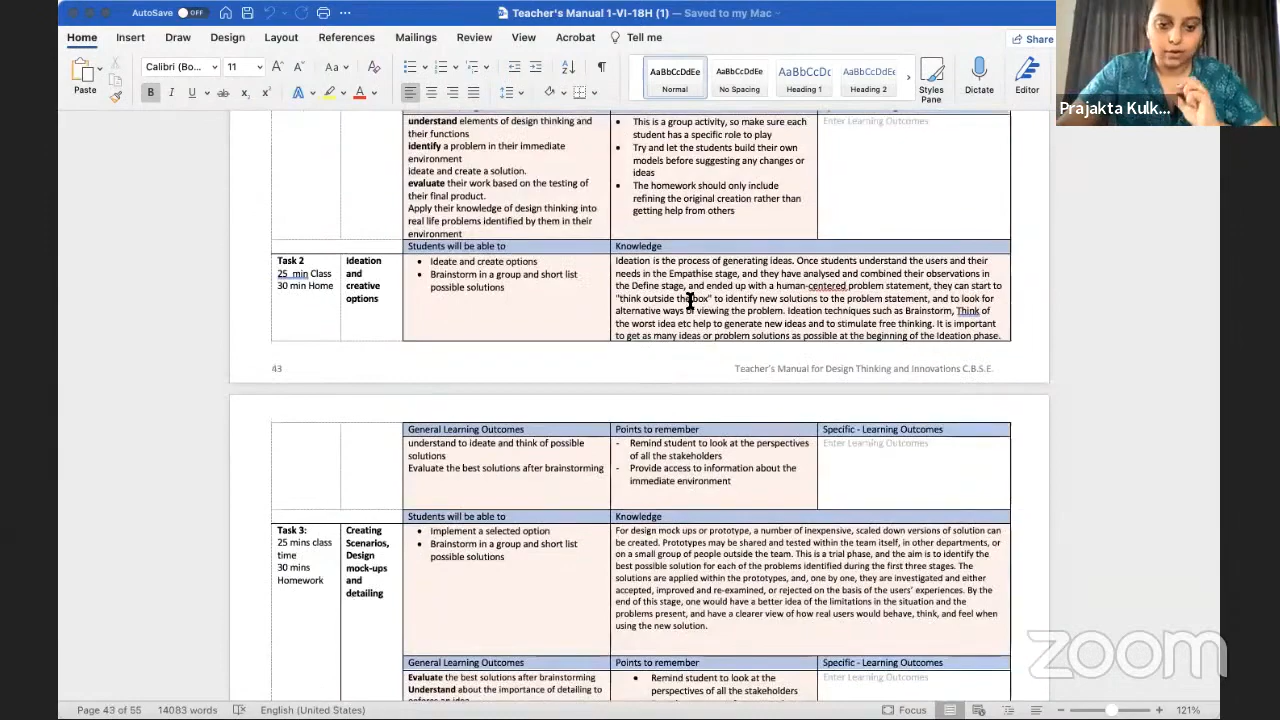 AutoSave OFF
Teacher's Manual 1-VI-18H (1) — Saved to my Mac
Home Insert Draw Design Layout References Mailings Review View Acrobat Tell me
Share
Prajakta Kulk...
Paste
Calibri (Bo... 11
AaBbCcDdEe
Normal
AaBbCcDdEe
No Spacing
AaBbCcDc
Heading 1
AaBbCcDdEe
Heading 2
Styles
Pane
Dictate
Editor
understand elements of design thinking and
their functions
identify a problem in their immediate
environment
ideate and create a solution.
evaluate their work based on the testing of
their final product.
Apply their knowledge of design thinking into
real life problems identified by them in their
environment
• This is a group activity, so make sure each
student has a specific role to play
• Try and let the students build their own
models before suggesting any changes or
ideas
• The homework should only include
refining the original creation rather than
getting help from others
Enter Learning Outcomes
Students will be able to
Knowledge
Task 2
25 min Class
30 min Home
Ideation
and
creative
options
• Ideate and create options
• Brainstorm in a group and short list
possible solutions
Ideation is the process of generating ideas. Once students understand the users and their
needs in the Empathise stage, and they have analysed and combined their observations in
the Define stage, and ended up with a human-centered problem statement, they can start to
"think outside the box" to identify new solutions to the problem statement, and to look for
alternative ways of viewing the problem. Ideation techniques such as Brainstorm, Think of
the worst idea etc help to generate new ideas and to stimulate free thinking. It is important
to get as many ideas or problem solutions as possible at the beginning of the Ideation phase.
43
Teacher's Manual for Design Thinking and Innovations C.B.S.E.
General Learning Outcomes
Points to remember
Specific - Learning Outcomes
understand to ideate and think of possible
solutions
Evaluate the best solutions after brainstorming
- Remind student to look at the perspectives
of all the stakeholders
- Provide access to information about the
immediate environment
Enter Learning Outcomes
Students will be able to
Knowledge
Task 3:
25 mins class
time
30 mins
Homework
Creating
Scenarios,
Design
mock-ups
and
detailing
• Implement a selected option
• Brainstorm in a group and short list
possible solutions
For design mock ups or prototype, a number of inexpensive, scaled down versions of solution can
be created. Prototypes may be shared and tested within the team itself, in other departments, or
on a small group of people outside the team. This is a trial phase, and the aim is to identify the
best possible solution for each of the problems identified during the first three stages. The
solutions are applied within the prototypes, and, one by one, they are investigated and either
accepted, improved and re-examined, or rejected on the basis of the users' experiences. By the
end of this stage, one would have a better idea of the limitations in the situation and the
problems present, and have a clearer view of how real users would behave, think, and feel when
using the new solution.
General Learning Outcomes
Points to remember
Specific - Learning Outcomes
Evaluate the best solutions after brainstorming
Understand about the importance of detailing to
• Remind student to look at the
perspectives of all the stakeholders
Enter Learning Outcomes
zoom
Page 43 of 55 14083 words English (United States) Focus 121%